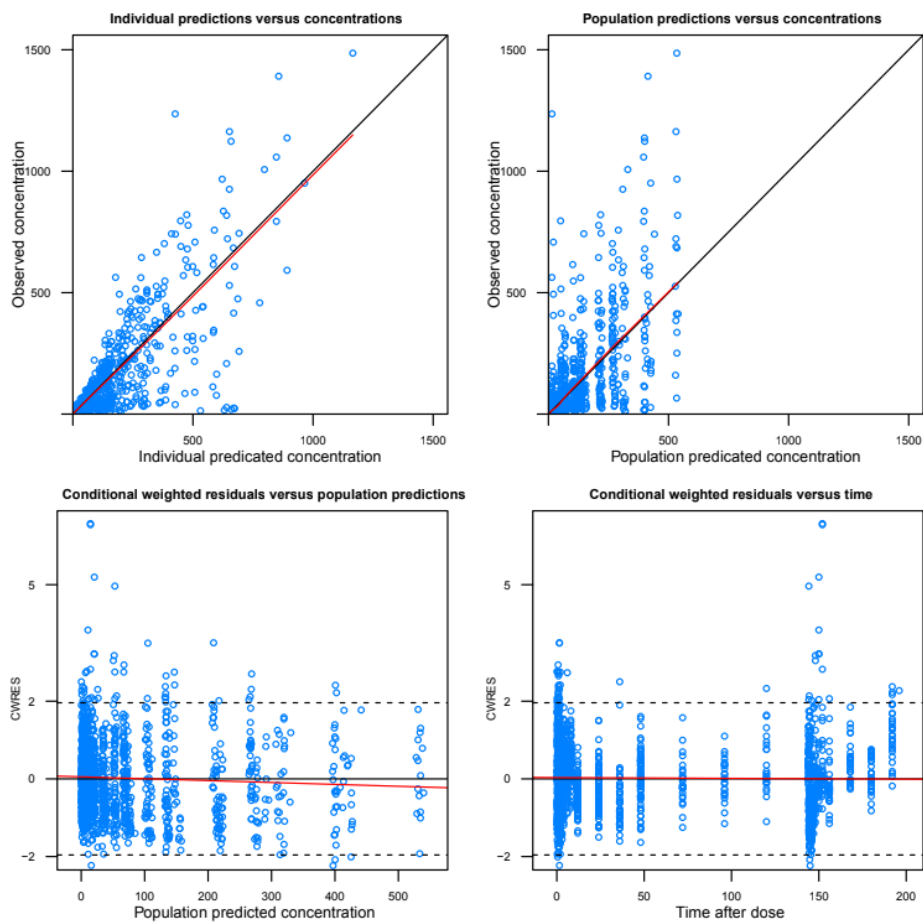 Individual predictions versus concentrations
1500
1000
500
Observed concentration
500
1000
1500
Individual predicated concentration
Population predictions versus concentrations
1500
1000
500
Observed concentration
500
1000
1500
Population predicated concentration
Conditional weighted residuals versus population predictions
5
2
0
−2
CWRES
0
100
200
300
400
500
Population predicted concentration
Conditional weighted residuals versus time
5
2
0
−2
CWRES
0
50
100
150
200
Time after dose